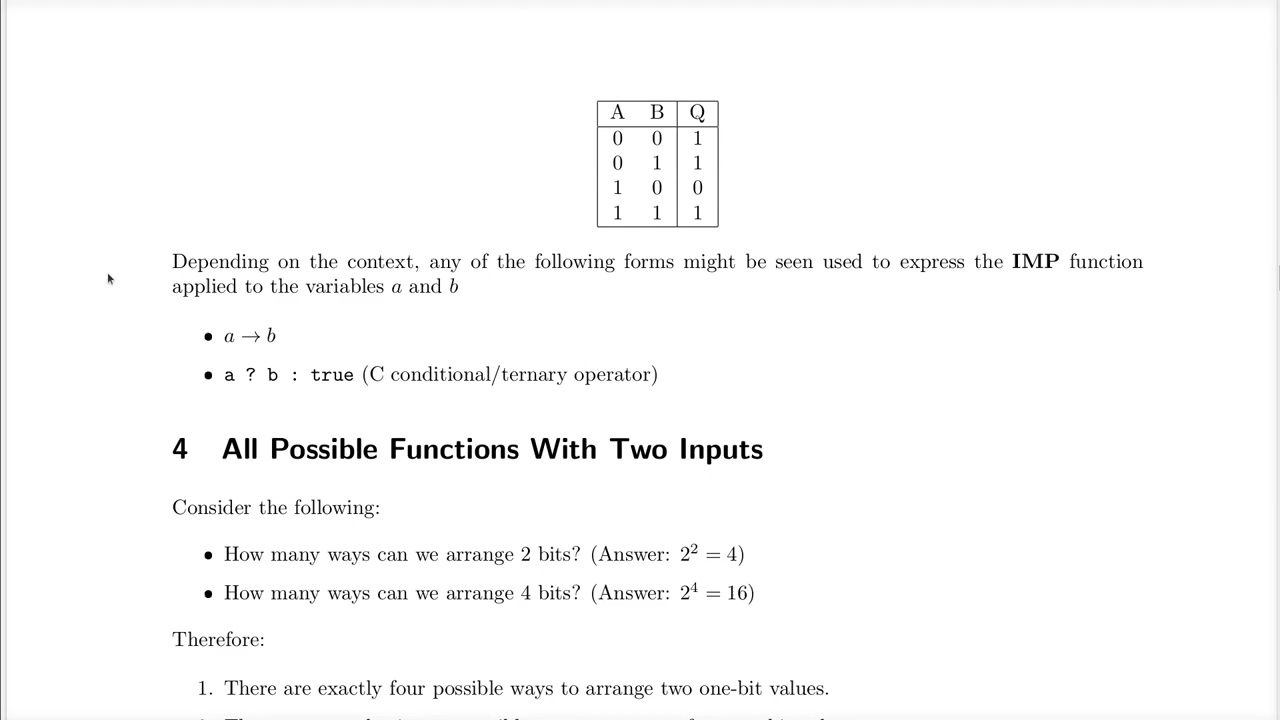 A B Q
0 0 1
0 1 1
1 0 0
1 1 1
Depending on the context, any of the following forms might be seen used to express the IMP function
applied to the variables a and b
• a → b
• a ? b : true (C conditional/ternary operator)
4 All Possible Functions With Two Inputs
Consider the following:
• How many ways can we arrange 2 bits? (Answer: 2² = 4)
• How many ways can we arrange 4 bits? (Answer: 2⁴ = 16)
Therefore:
1. There are exactly four possible ways to arrange two one-bit values.